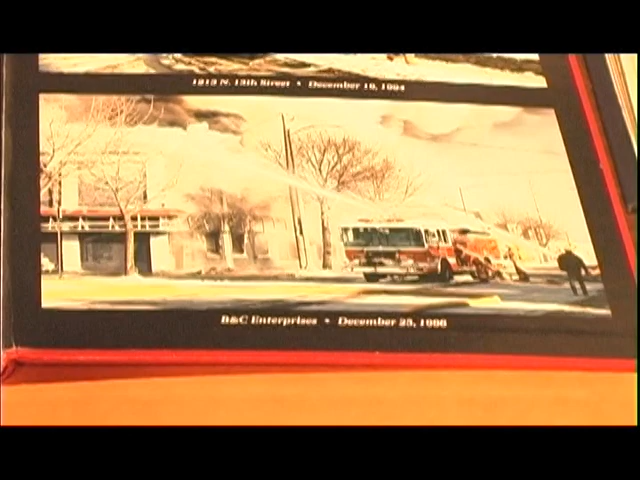 1213 N. 13th Street • December 19, 1994
B&C Enterprises • December 25, 1996